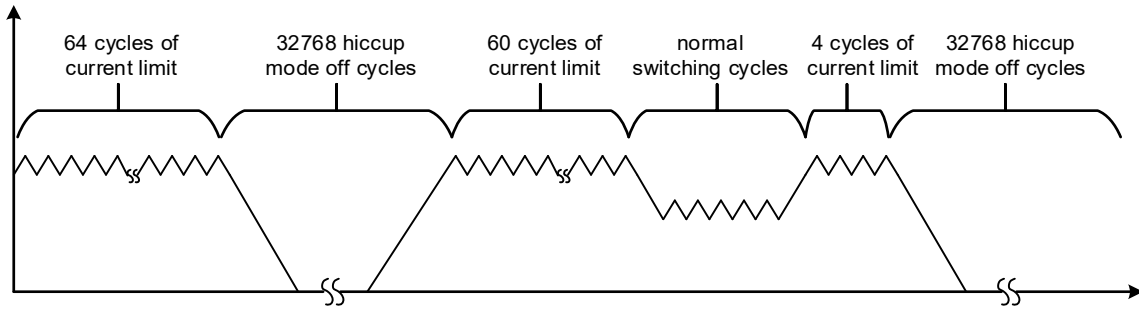 64 cycles of
current limit
32768 hiccup
mode off cycles
60 cycles of
current limit
normal
switching cycles
4 cycles of
current limit
32768 hiccup
mode off cycles